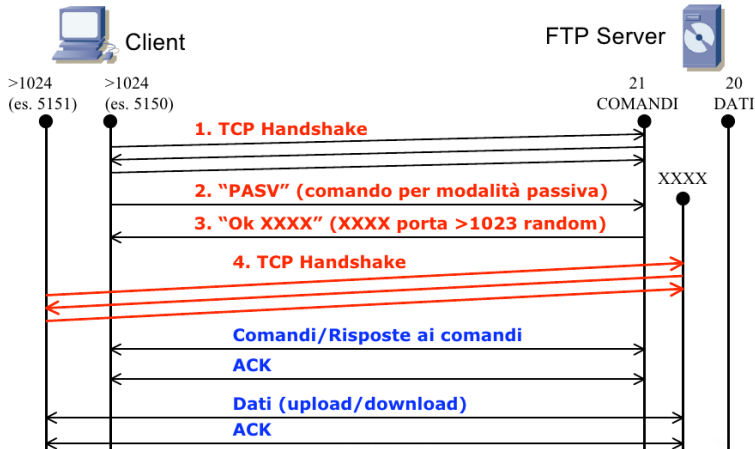 Client
FTP Server
>1024
(es. 5151)
>1024
(es. 5150)
21
COMANDI
20
DATI
1. TCP Handshake
XXXX
2. “PASV” (comando per modalità passiva)
3. “Ok XXXX” (XXXX porta >1023 random)
4. TCP Handshake
Comandi/Risposte ai comandi
ACK
Dati (upload/download)
ACK